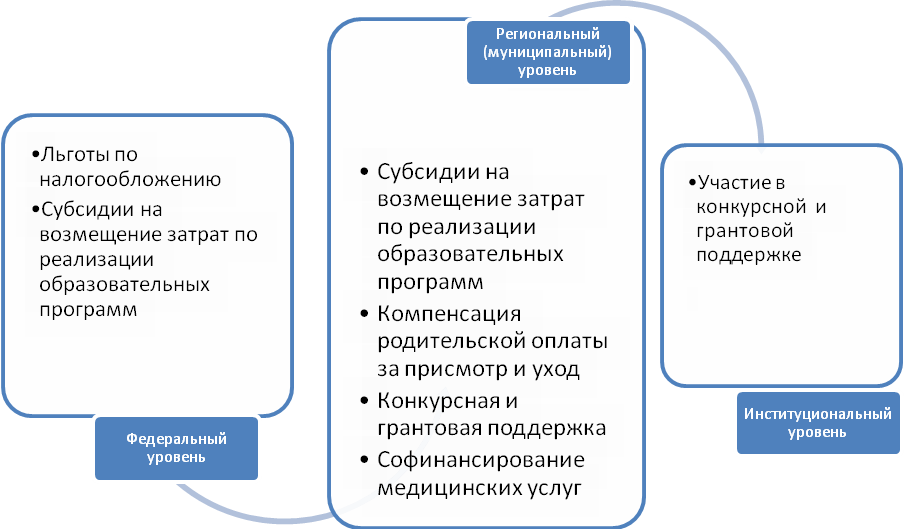 •Льготы по
налогообложению
•Субсидии на
возмещение затрат по
реализации
образовательных
программ
Федеральный
уровень
Региональный
(муниципальный)
уровень
• Субсидии на
возмещение затрат
по реализации
образовательных
программ
• Компенсация
родительской оплаты
за присмотр и уход
• Конкурсная и
грантовая поддержка
• Софинансирование
медицинских услуг
•Участие в
конкурсной и
грантовой
поддержке
Институциональный
уровень